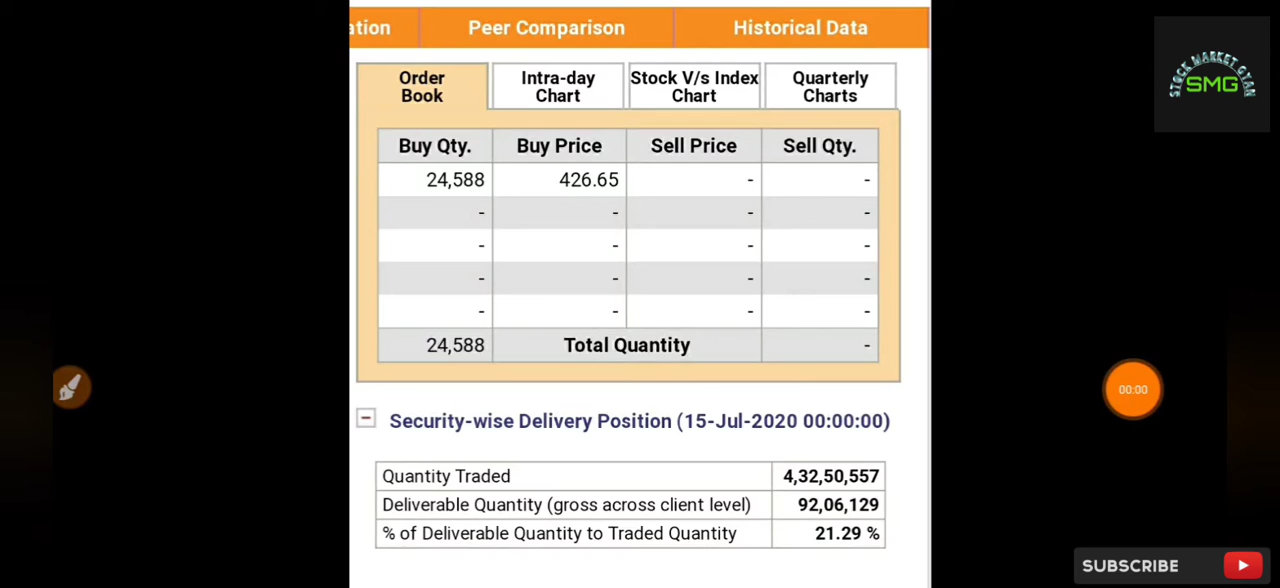 ation Peer Comparison Historical Data
Order Book Intra-day Chart Stock V/s Index Chart Quarterly Charts
Buy Qty. Buy Price Sell Price Sell Qty.
24,588 426.65 - -
- - - -
- - - -
- - - -
- - - -
24,588 Total Quantity -
Security-wise Delivery Position (15-Jul-2020 00:00:00)
Quantity Traded 4,32,50,557
Deliverable Quantity (gross across client level) 92,06,129
% of Deliverable Quantity to Traded Quantity 21.29 %
STOCK MARKET GYAN
SMG
00:00
SUBSCRIBE